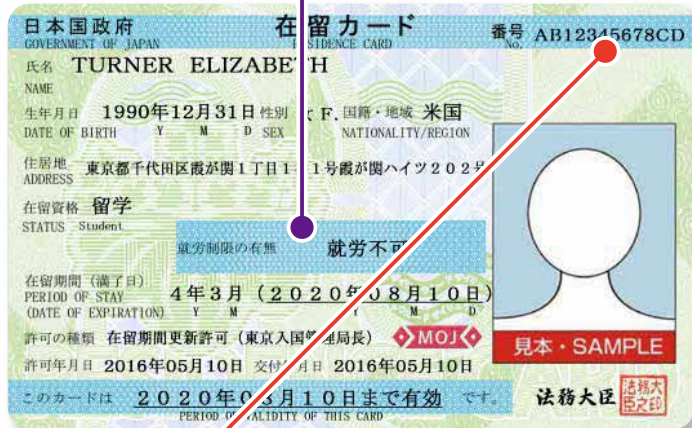 日本国政府 在留カード 番号 AB12345678CD
GOVERNMENT OF JAPAN RESIDENCE CARD No.
氏名 TURNER ELIZABETH
NAME
生年月日 1990年12月31日 性別 女 F. 国籍・地域 米国
DATE OF BIRTH Y M D SEX NATIONALITY/REGION
住居地 東京都千代田区霞が関1丁目1 1号霞が関ハイツ202号
ADDRESS
在留資格 留学
STATUS Student
就労制限の有無 就労不可
在留期間（満了日）
PERIOD OF STAY 4年3月（2020年08月10日）
(DATE OF EXPIRATION) Y M Y M D
許可の種類 在留期間更新許可（東京入国管理局長） MOJ
見本・SAMPLE
許可年月日 2016年05月10日 交付年月日 2016年05月10日
このカードは 2020年08月10日まで有効 です。
PERIOD OF VALIDITY OF THIS CARD
法務大臣 法務大臣之印